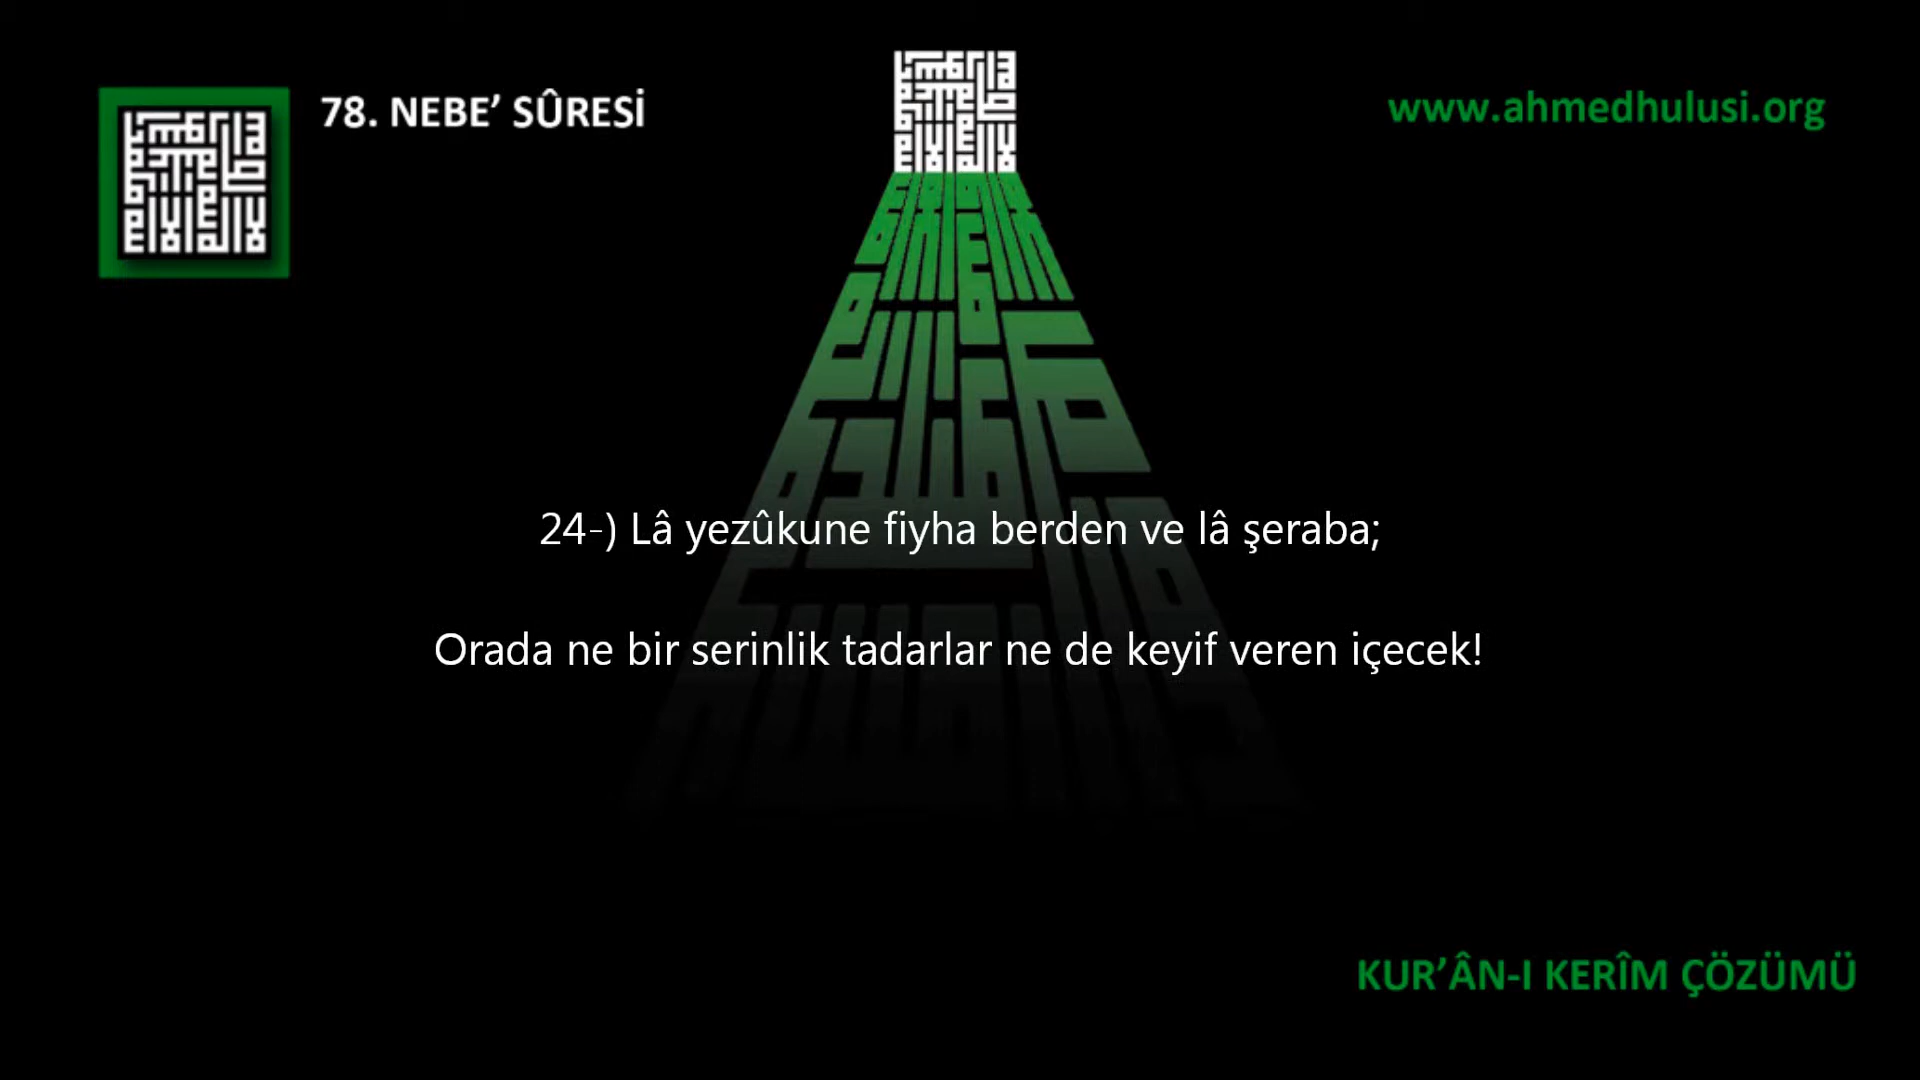 78. NEBE’ SÛRESİ
www.ahmedhulusi.org
24-) Lâ yezûkune fiyha berden ve lâ şeraba;
Orada ne bir serinlik tadarlar ne de keyif veren içecek!
KUR’ÂN-I KERÎM ÇÖZÜMÜ